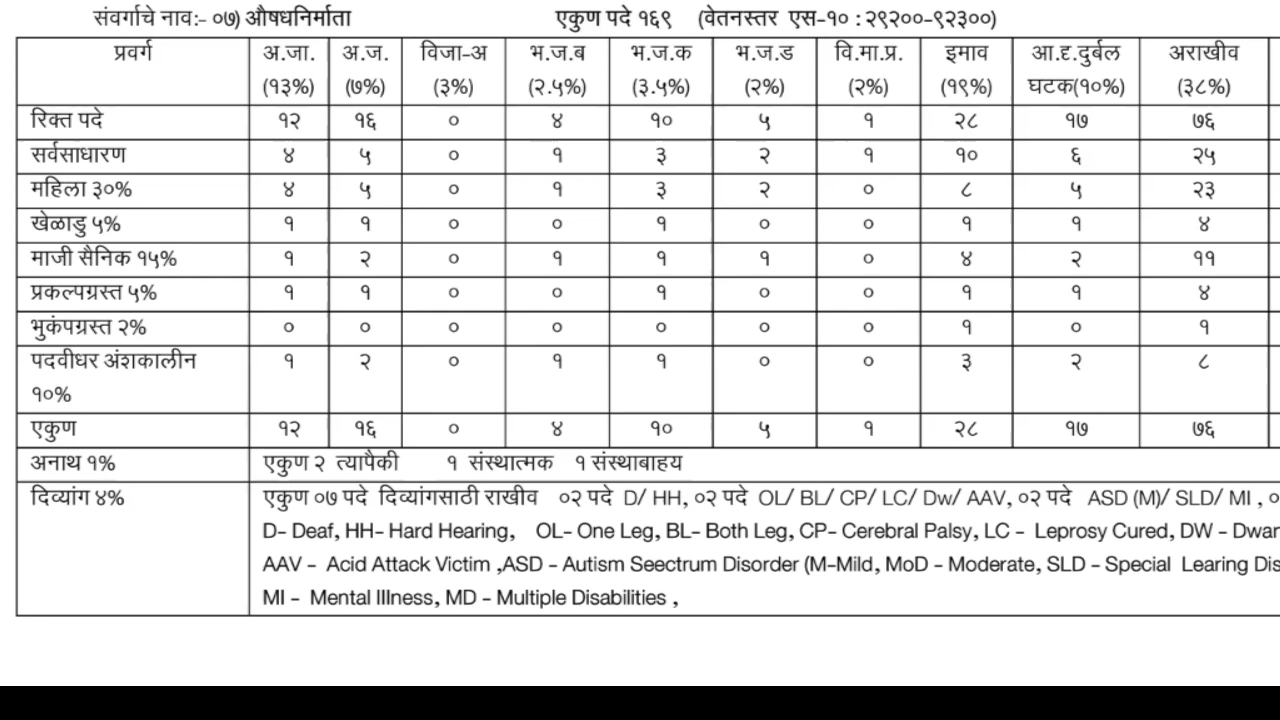 संवर्गाचे नाव:- ०७) औषधनिर्माता एकुण पदे १६९ (वेतनस्तर एस-१० : २९२००-९२३००)
प्रवर्ग अ.जा. अ.ज. विजा-अ भ.ज.ब भ.ज.क भ.ज.ड वि.मा.प्र. इमाव आ.दृ.दुर्बल अराखीव
(१३%) (७%) (३%) (२.५%) (३.५%) (२%) (२%) (१९%) घटक(१०%) (३८%)
रिक्त पदे १२ १६ ० ४ १० ५ १ २८ १७ ७६
सर्वसाधारण ४ ५ ० १ ३ २ १ १० ६ २५
महिला ३०% ४ ५ ० १ ३ २ ० ८ ५ २३
खेळाडु ५% १ १ ० ० १ ० ० १ १ ४
माजी सैनिक १५% १ २ ० १ १ १ ० ४ २ ११
प्रकल्पग्रस्त ५% १ १ ० ० १ ० ० १ १ ४
भुकंपग्रस्त २% ० ० ० ० ० ० ० १ ० १
पदवीधर अंशकालीन १ २ ० १ १ ० ० ३ २ ८
१०%
एकुण १२ १६ ० ४ १० ५ १ २८ १७ ७६
अनाथ १% एकुण २ त्यापैकी १ संस्थात्मक १ संस्थाबाहय
दिव्यांग ४% एकुण ०७ पदे दिव्यांगसाठी राखीव ०२ पदे D/ HH, ०२ पदे OL/ BL/ CP/ LC/ Dw/ AAV, ०२ पदे ASD (M)/ SLD/ MI , ०
D- Deaf, HH- Hard Hearing, OL- One Leg, BL- Both Leg, CP- Cerebral Palsy, LC - Leprosy Cured, DW - Dwar
AAV - Acid Attack Victim ,ASD - Autism Seectrum Disorder (M-Mild, MoD - Moderate, SLD - Special Learing Dis
MI - Mental Illness, MD - Multiple Disabilities ,